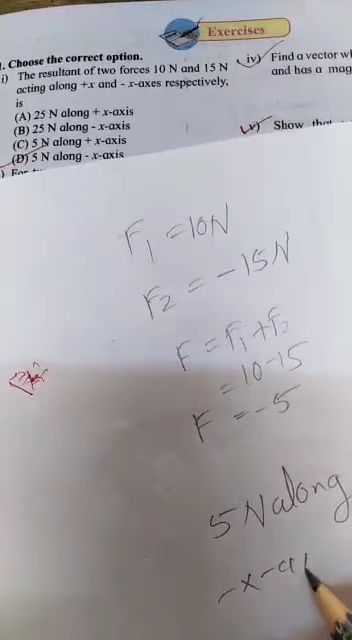 Exercises
1. Choose the correct option.
i) The resultant of two forces 10 N and 15 N
acting along +x and - x-axes respectively,
is
(A) 25 N along + x-axis
(B) 25 N along - x-axis
(C) 5 N along + x-axis
(D) 5 N along - x-axis
iv) Find a vector
and has a
v) Show that
F₁ = 10N
F₂ = -15N
F = F₁ + F₂
= 10-15
F = -5
5 N along
-x-a